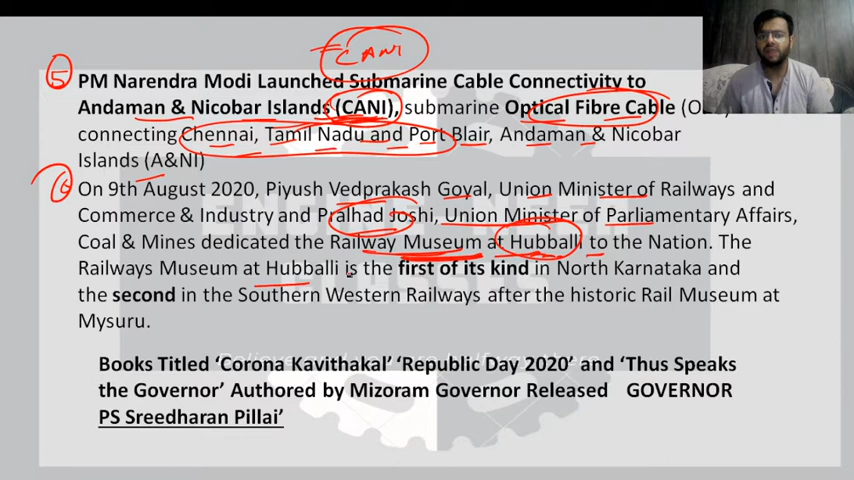 CANI
5
PM Narendra Modi Launched Submarine Cable Connectivity to
Andaman & Nicobar Islands (CANI), submarine Optical Fibre Cable
connecting Chennai, Tamil Nadu and Port Blair, Andaman & Nicobar
Islands (A&NI)
6
On 9th August 2020, Piyush Vedprakash Goyal, Union Minister of Railways and
Commerce & Industry and Pralhad Joshi, Union Minister of Parliamentary Affairs,
Coal & Mines dedicated the Railway Museum at Hubballi to the Nation. The
Railways Museum at Hubballi is the first of its kind in North Karnataka and
the second in the Southern Western Railways after the historic Rail Museum at
Mysuru.
Books Titled ‘Corona Kavithakal’ ‘Republic Day 2020’ and ‘Thus Speaks
the Governor’ Authored by Mizoram Governor Released GOVERNOR
PS Sreedharan Pillai’